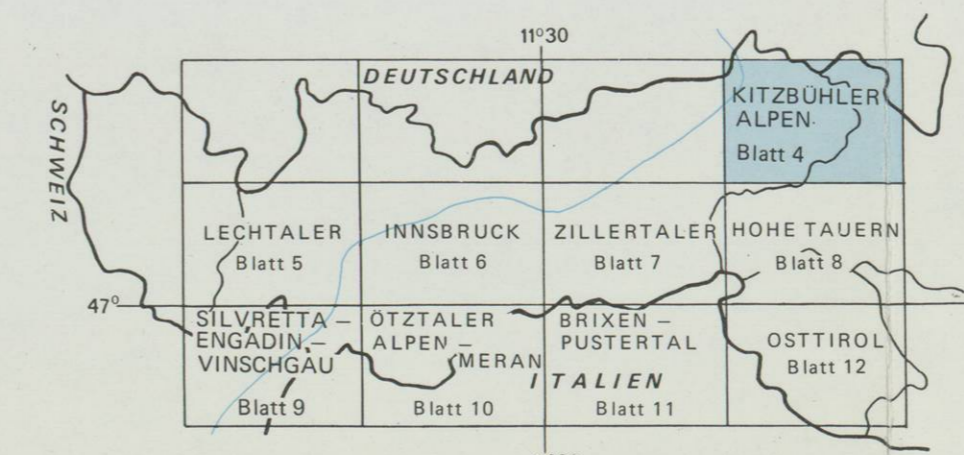 11°30
DEUTSCHLAND
SCHWEIZ
KITZBÜHLER
ALPEN
Blatt 4
LECHTALER
Blatt 5
INNSBRUCK
Blatt 6
ZILLERTALER
Blatt 7
HOHE TAUERN
Blatt 8
47°
SILVRETTA –
ENGADIN –
VINSCHGAU
Blatt 9
ÖTZTALER
ALPEN –
MERAN
Blatt 10
BRIXEN –
PUSTERTAL
ITALIEN
Blatt 11
OSTTIROL
Blatt 12